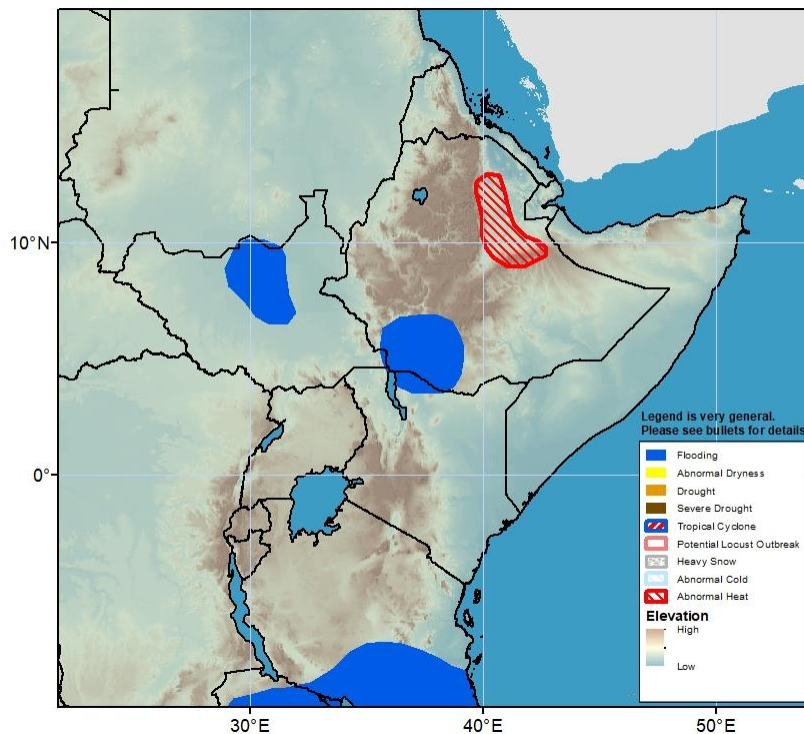 10°N
0°
30°E
40°E
50°E
Legend is very general.
Please see bullets for details
Flooding
Abnormal Dryness
Drought
Severe Drought
Tropical Cyclone
Potential Locust Outbreak
Heavy Snow
Abnormal Cold
Abnormal Heat
Elevation
High
Low